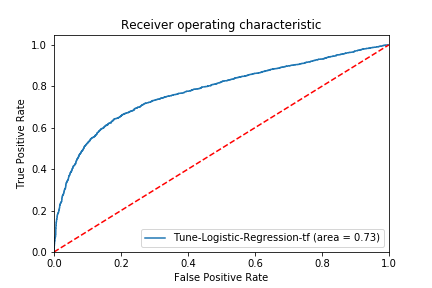 Receiver operating characteristic
True Positive Rate
1.0
0.8
0.6
0.4
0.2
0.0
Tune-Logistic-Regression-tf (area = 0.73)
0.0 0.2 0.4 0.6 0.8 1.0
False Positive Rate